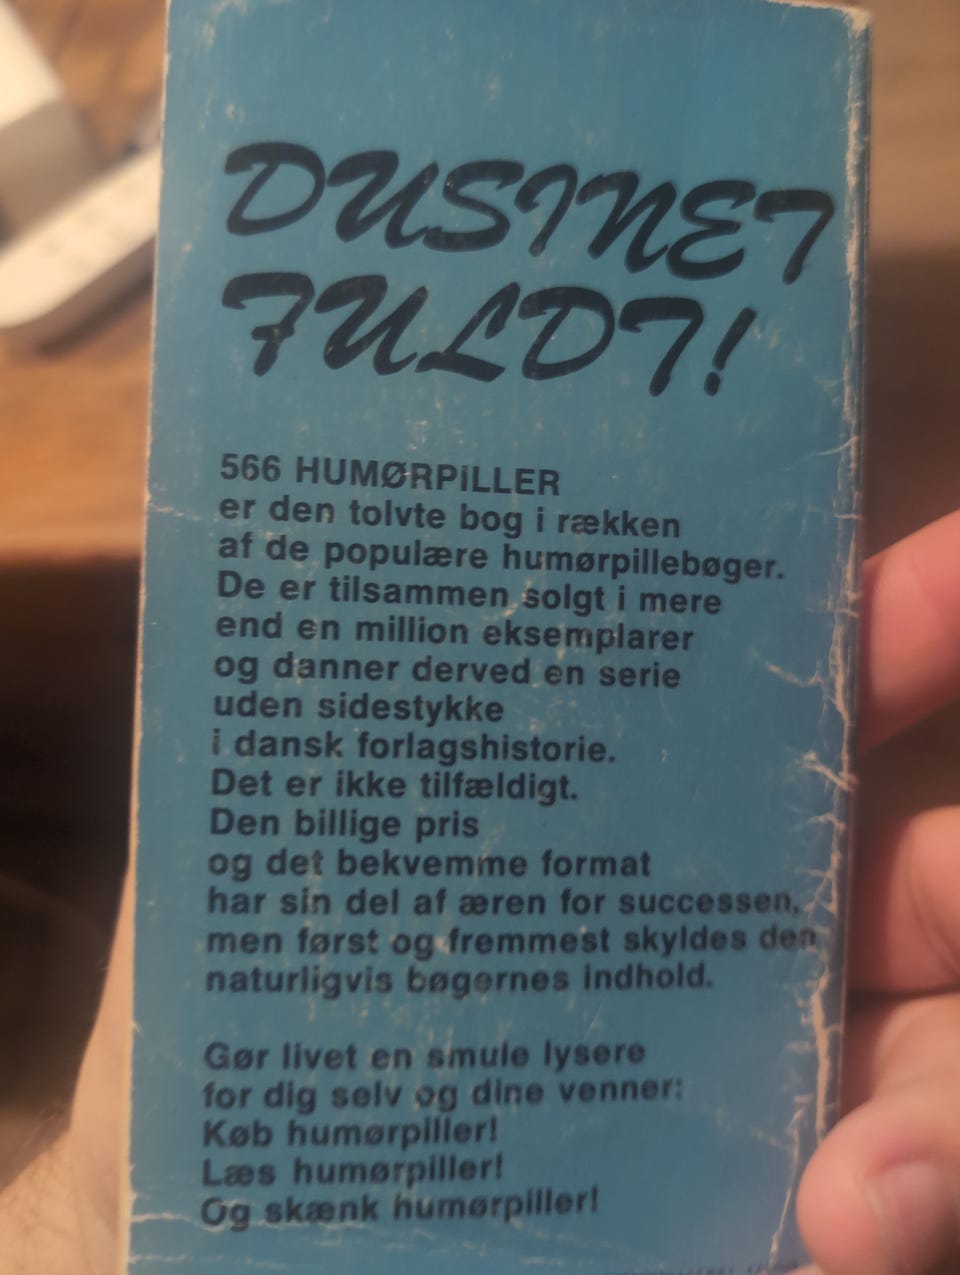 DUSINET
FULDT!
566 HUMØRPILLER
er den tolvte bog i rækken
af de populære humørpillebøger.
De er tilsammen solgt i mere
end en million eksemplarer
og danner derved en serie
uden sidestykke
i dansk forlagshistorie.
Det er ikke tilfældigt.
Den billige pris
og det bekvemme format
har sin del af æren for successen,
men først og fremmest skyldes den
naturligvis bøgernes indhold.
Gør livet en smule lysere
for dig selv og dine venner:
Køb humørpiller!
Læs humørpiller!
Og skænk humørpiller!